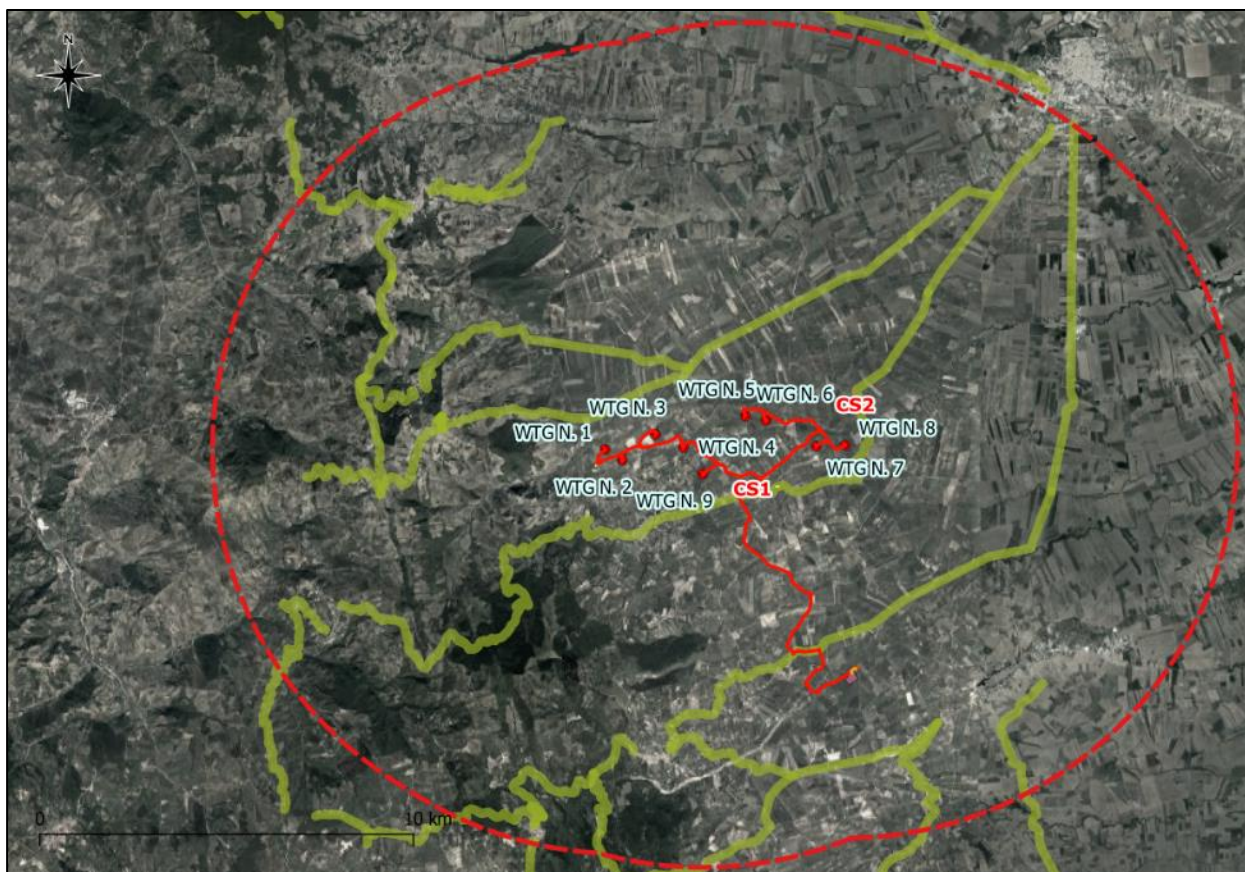 N
WTG N. 5
WTG N. 6
CS2
WTG N. 3
WTG N. 1
WTG N. 4
WTG N. 8
WTG N. 2
WTG N. 7
WTG N. 9
CS1
0
10 km